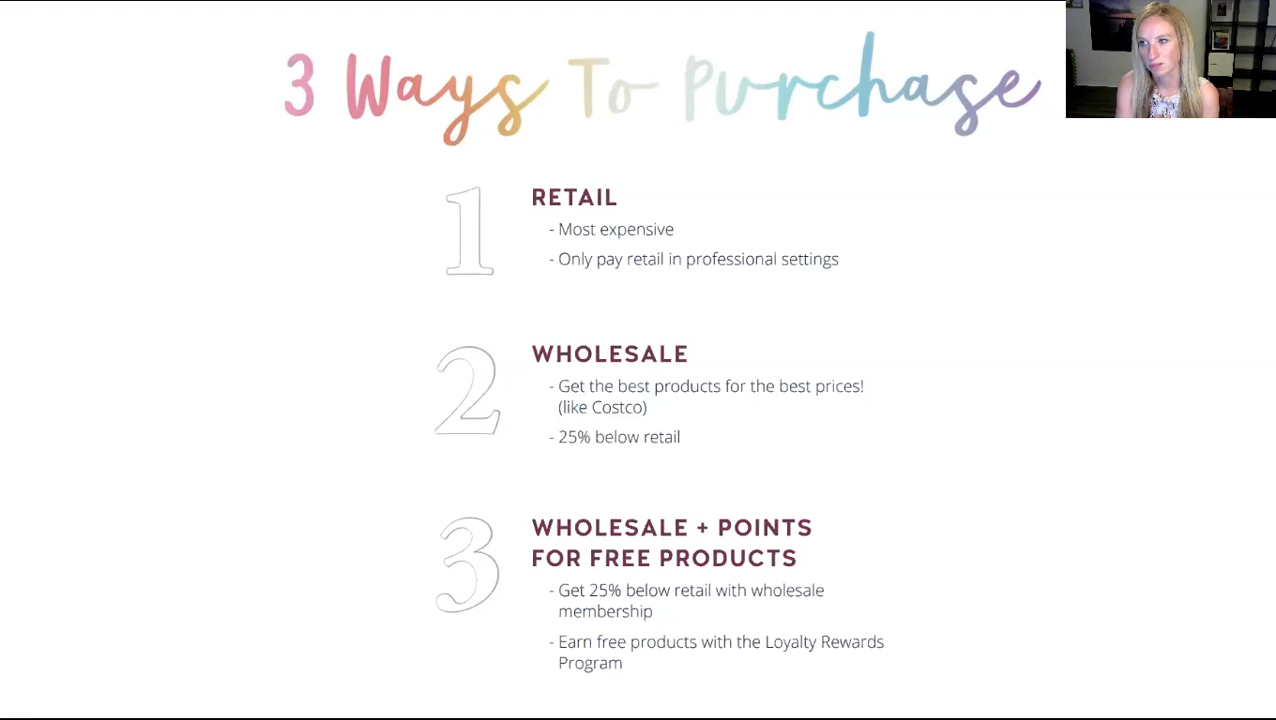 3 Ways To Purchase
1
RETAIL
- Most expensive
- Only pay retail in professional settings
2
WHOLESALE
- Get the best products for the best prices!
(like Costco)
- 25% below retail
3
WHOLESALE + POINTS
FOR FREE PRODUCTS
- Get 25% below retail with wholesale
membership
- Earn free products with the Loyalty Rewards
Program